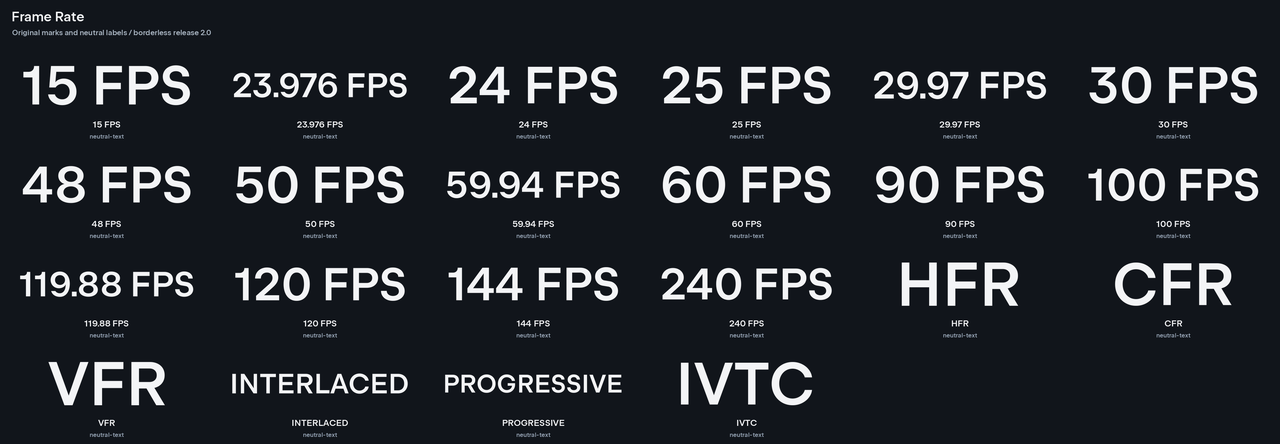 Frame Rate
Original marks and neutral labels / borderless release 2.0
15 FPS 23.976 FPS 24 FPS 25 FPS 29.97 FPS 30 FPS
15 FPS 23.976 FPS 24 FPS 25 FPS 29.97 FPS 30 FPS
neutral-text neutral-text neutral-text neutral-text neutral-text neutral-text
48 FPS 50 FPS 59.94 FPS 60 FPS 90 FPS 100 FPS
48 FPS 50 FPS 59.94 FPS 60 FPS 90 FPS 100 FPS
neutral-text neutral-text neutral-text neutral-text neutral-text neutral-text
119.88 FPS 120 FPS 144 FPS 240 FPS HFR CFR
119.88 FPS 120 FPS 144 FPS 240 FPS HFR CFR
neutral-text neutral-text neutral-text neutral-text neutral-text neutral-text
VFR INTERLACED PROGRESSIVE IVTC
VFR INTERLACED PROGRESSIVE IVTC
neutral-text neutral-text neutral-text neutral-text